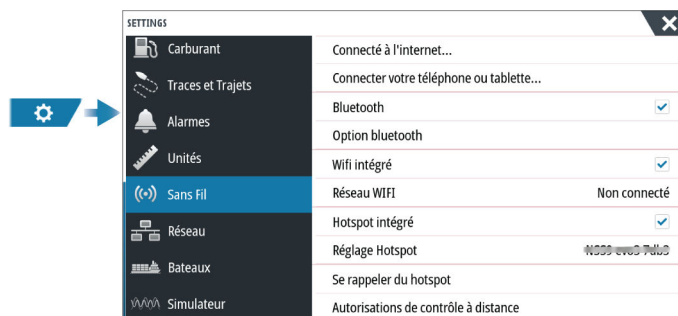 SETTINGS
Carburant
Traces et Trajets
Alarmes
Unités
Sans Fil
Réseau
Bateaux
Simulateur
Connecté à l'internet...
Connecter votre téléphone ou tablette...
Bluetooth
Option bluetooth
Wifi intégré
Réseau WIFI Non connecté
Hotspot intégré
Réglage Hotspot
Se rappeler du hotspot
Autorisations de contrôle à distance